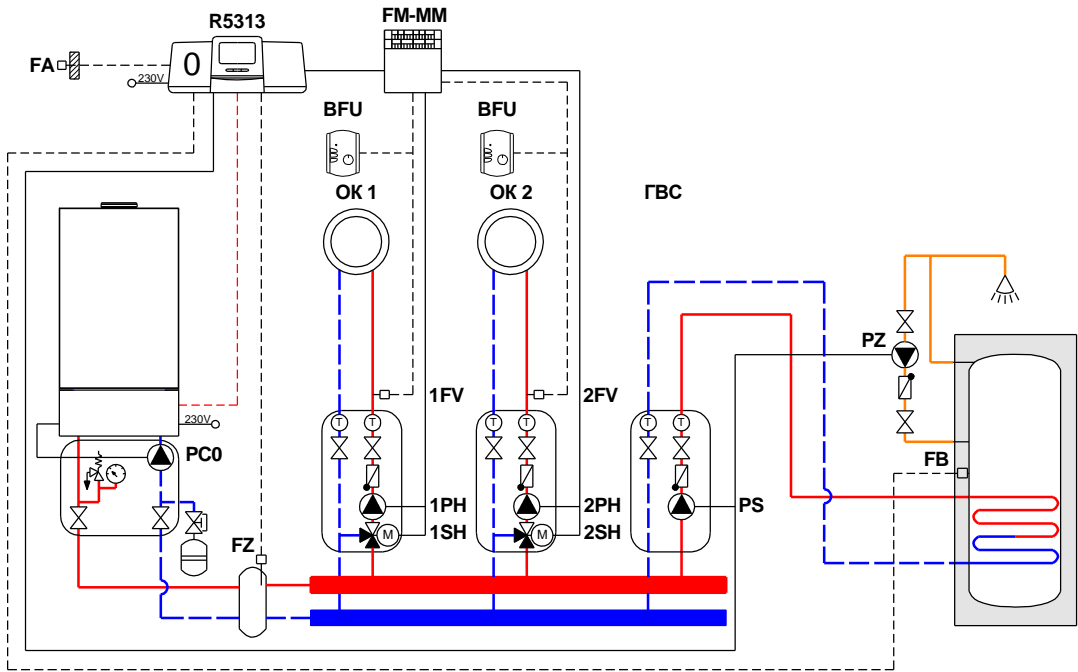 R5313
FM-MM
FA
0
230V
BFU
BFU
ОК 1
ОК 2
ГВС
PZ
1FV
2FV
T
T
T
T
T
T
230V
PC0
FB
1PH
2PH
PS
M
1SH
M
2SH
FZ